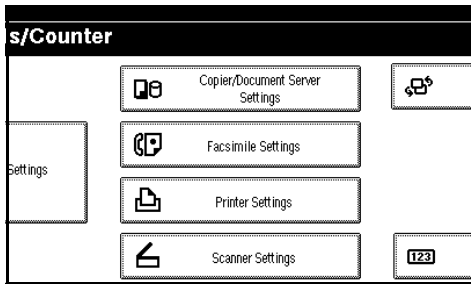 s/Counter
Copier/Document Server
Settings
Facsimile Settings
Settings
Printer Settings
Scanner Settings
123